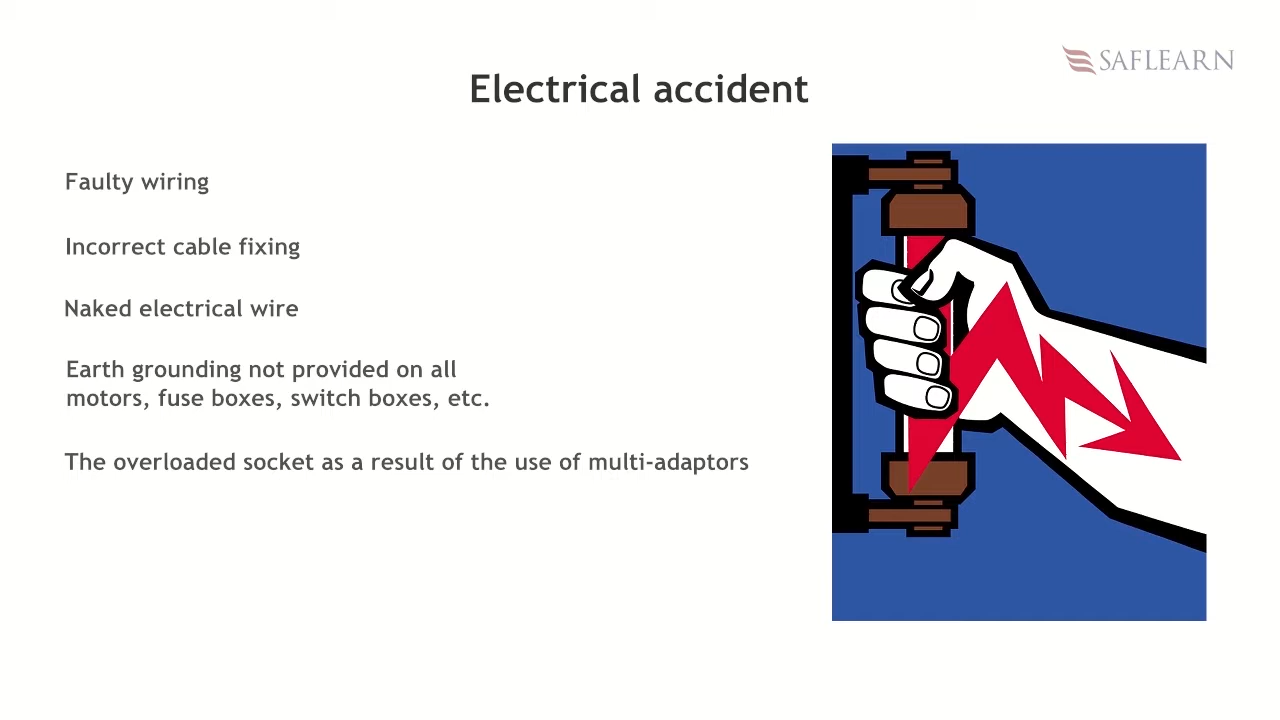 SAFLEARN
Electrical accident
Faulty wiring
Incorrect cable fixing
Naked electrical wire
Earth grounding not provided on all
motors, fuse boxes, switch boxes, etc.
The overloaded socket as a result of the use of multi-adaptors